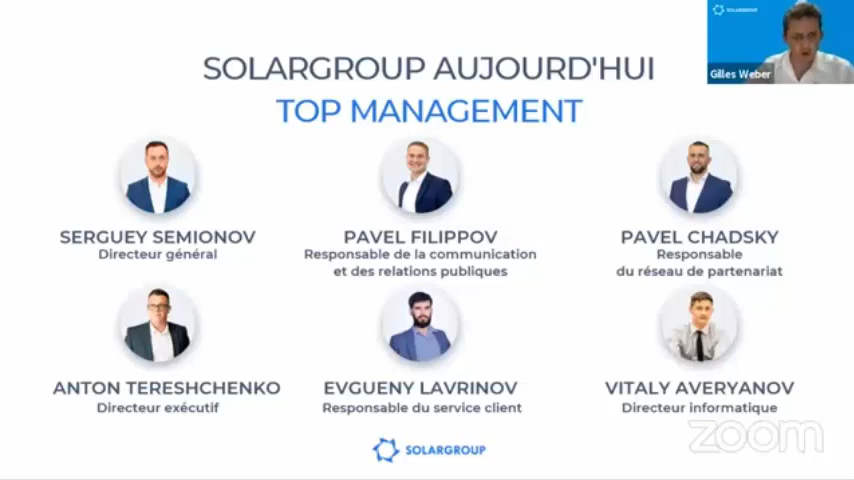 SOLARGROUP
Gilles Weber
SOLARGROUP AUJOURD'HUI
TOP MANAGEMENT
SERGUEY SEMIONOV
Directeur général
PAVEL FILIPPOV
Responsable de la communication
et des relations publiques
PAVEL CHADSKY
Responsable
du réseau de partenariat
ANTON TERESHCHENKO
Directeur exécutif
EVGUENY LAVRINOV
Responsable du service client
VITALY AVERYANOV
Directeur informatique
zoom
SOLARGROUP